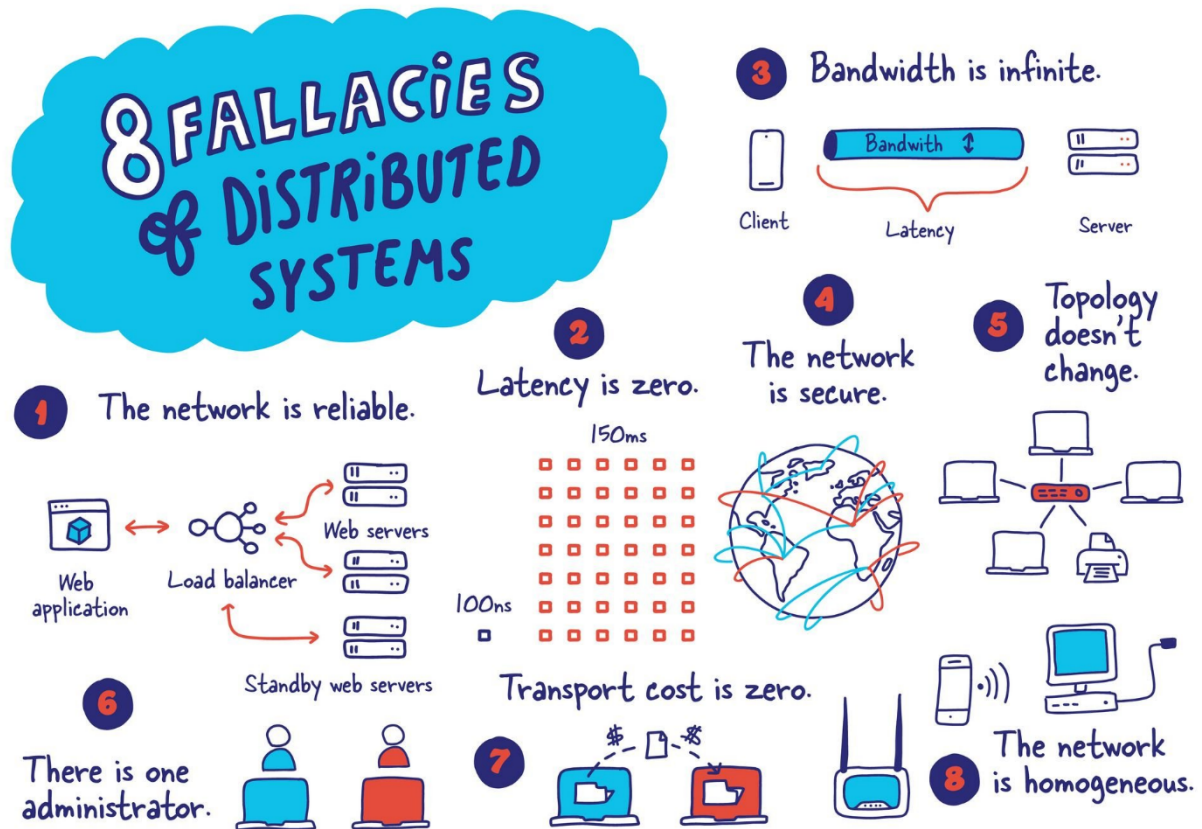 8 FALLACiES
of DiSTRiBUTED
SYSTEMS
1
The network is reliable.
Web
application
Load balancer
Web servers
Standby web servers
2
Latency is zero.
150ms
100ns
3
Bandwidth is infinite.
Bandwith
Client
Latency
Server
4
The network
is secure.
5
Topology
doesn't
change.
6
There is one
administrator.
7
Transport cost is zero.
$ $
8
The network
is homogeneous.